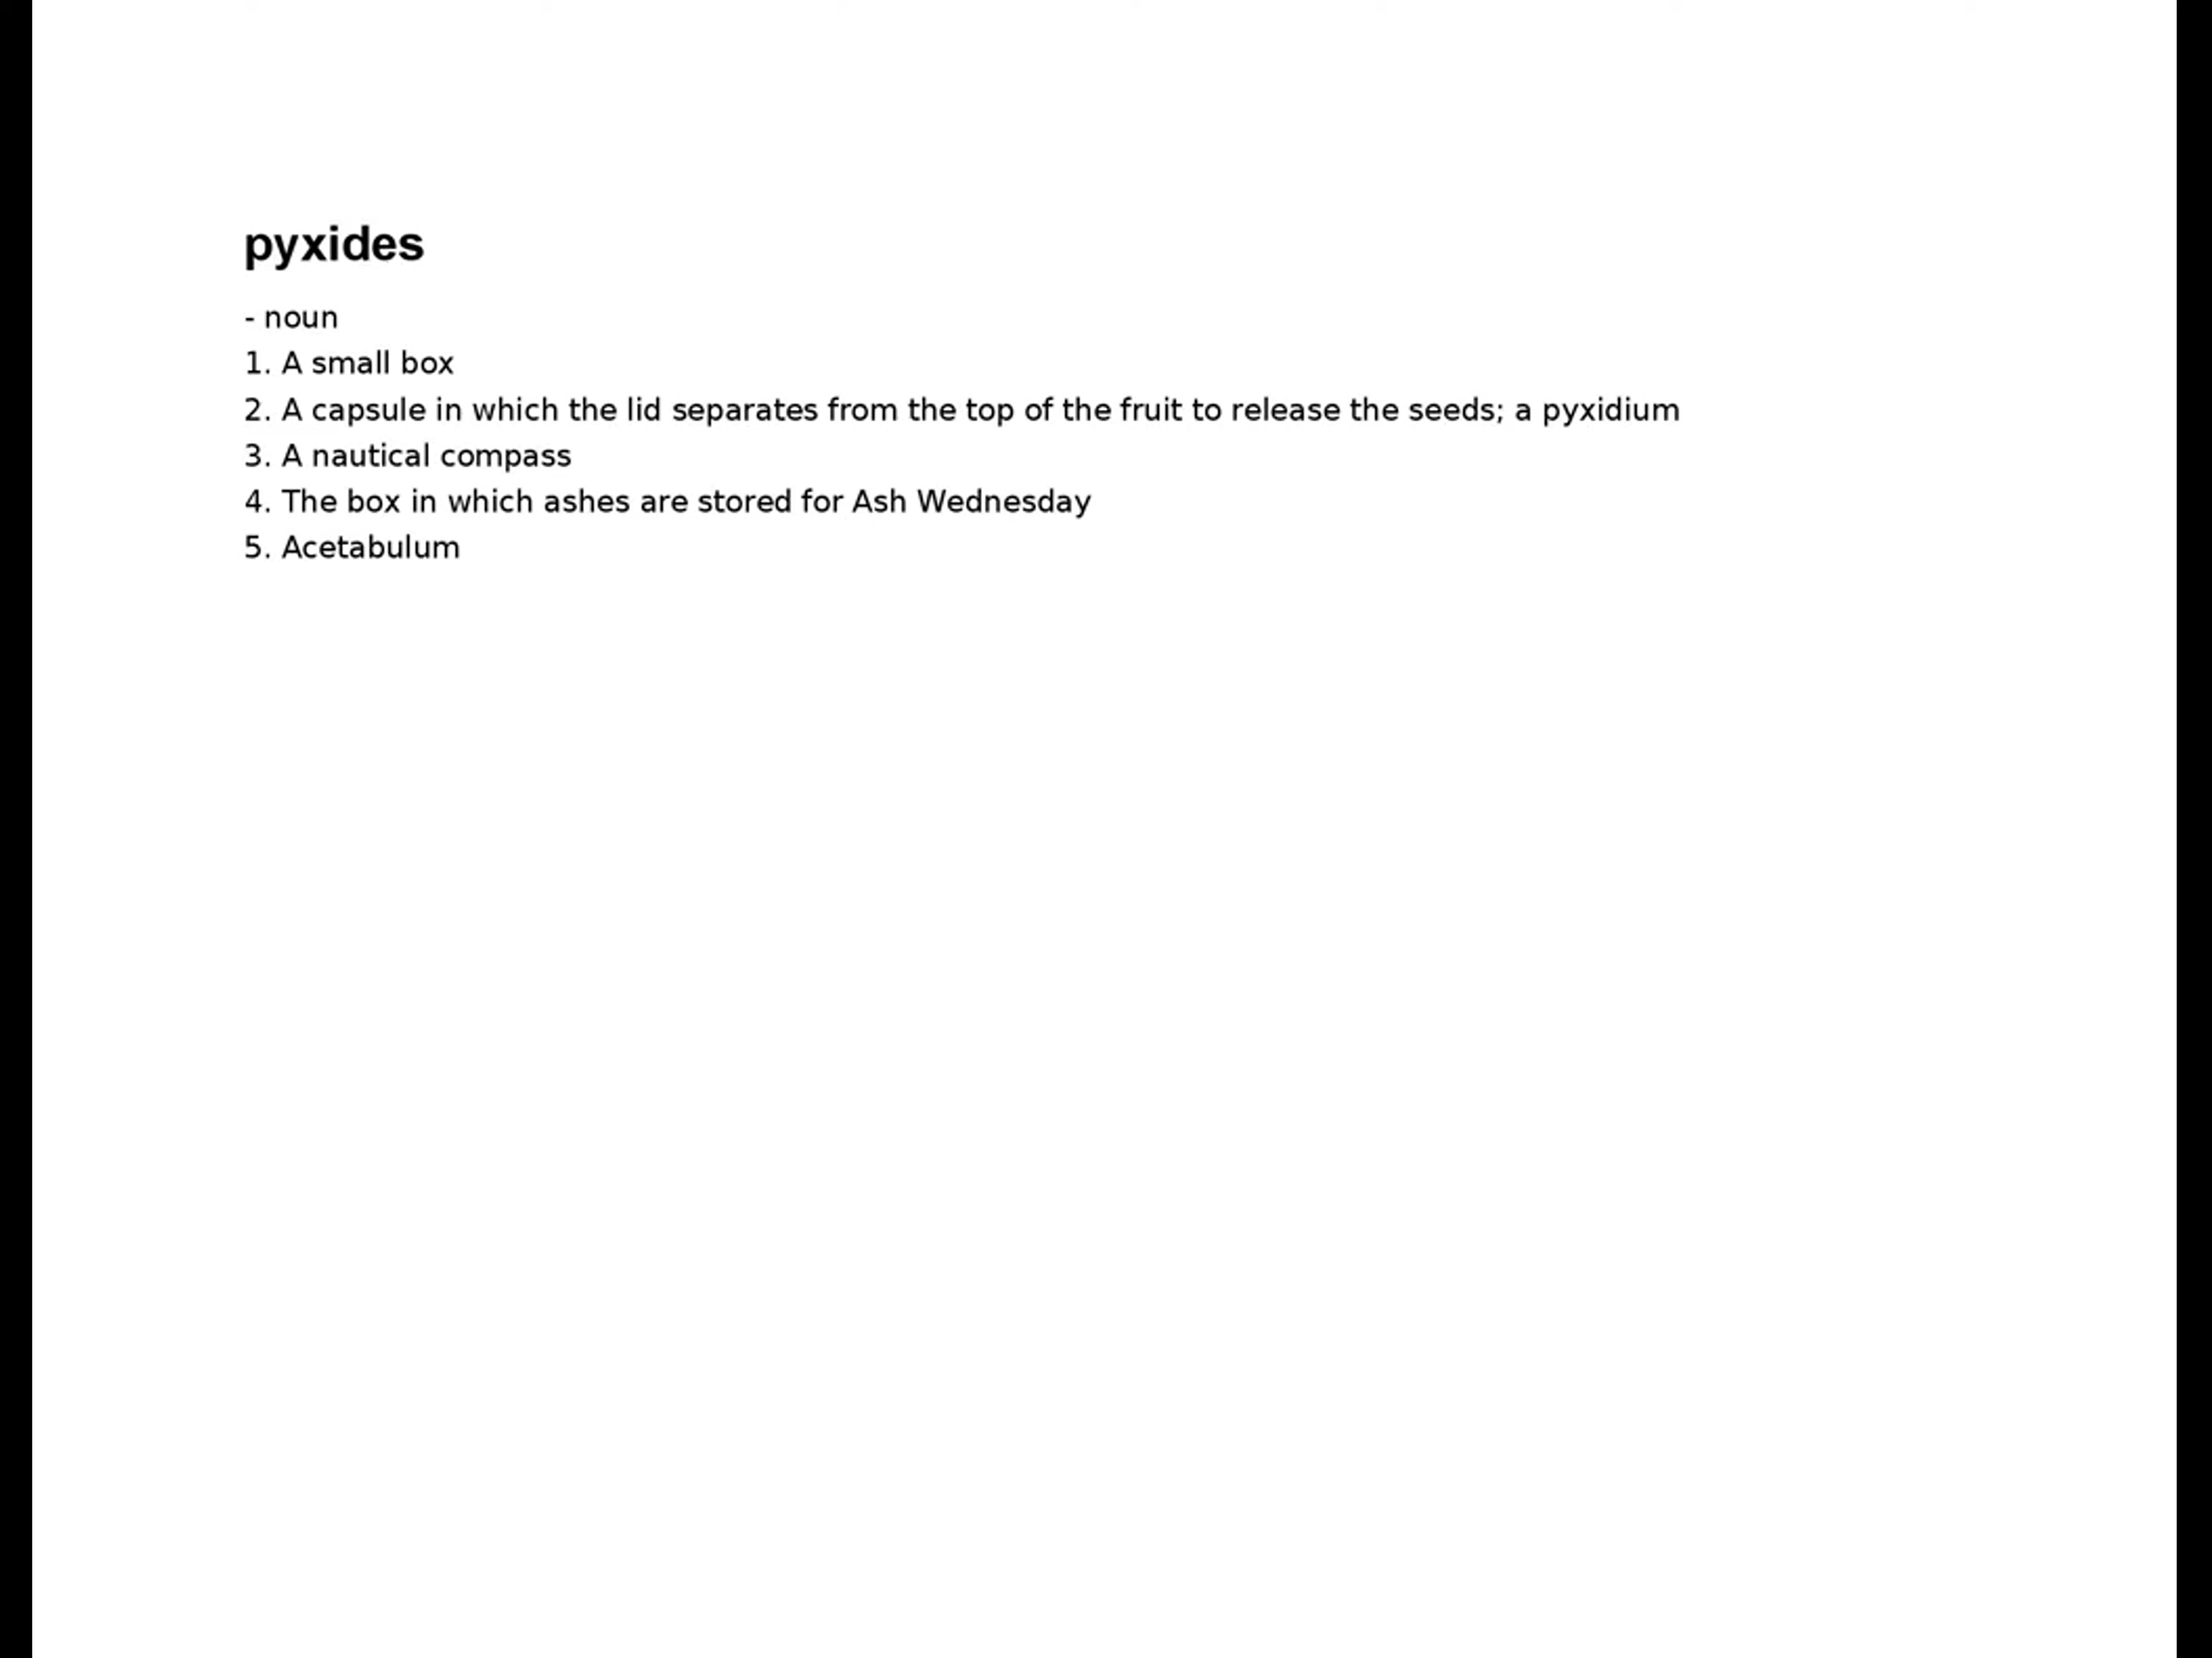 pyxides
- noun
1. A small box
2. A capsule in which the lid separates from the top of the fruit to release the seeds; a pyxidium
3. A nautical compass
4. The box in which ashes are stored for Ash Wednesday
5. Acetabulum